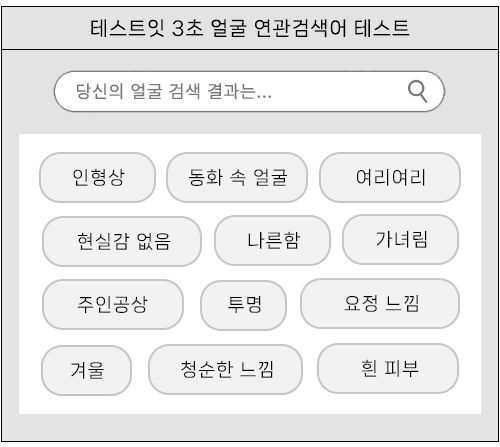 테스트잇 3초 얼굴 연관검색어 테스트
당신의 얼굴 검색 결과는...
인형상 동화 속 얼굴 여리여리
현실감 없음 나른함 가녀림
주인공상 투명 요정 느낌
겨울 청순한 느낌 흰 피부